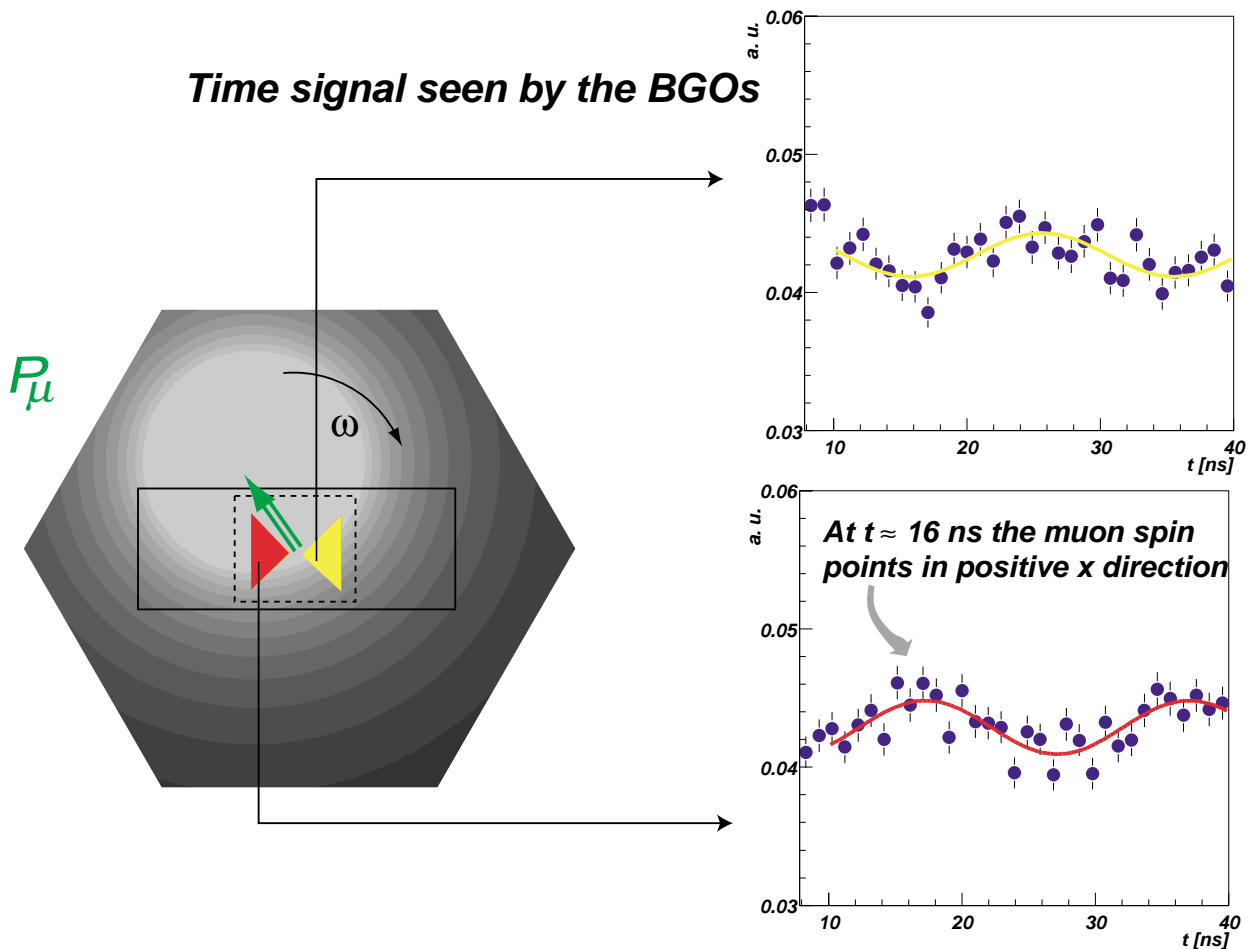 Time signal seen by the BGOs
Pμ
ω
a. u.
0.06
0.05
0.04
0.03
10 20 30 40
t [ns]
a. u.
0.06
At t ≈ 16 ns the muon spin
points in positive x direction
0.05
0.04
0.03
10 20 30 40
t [ns]